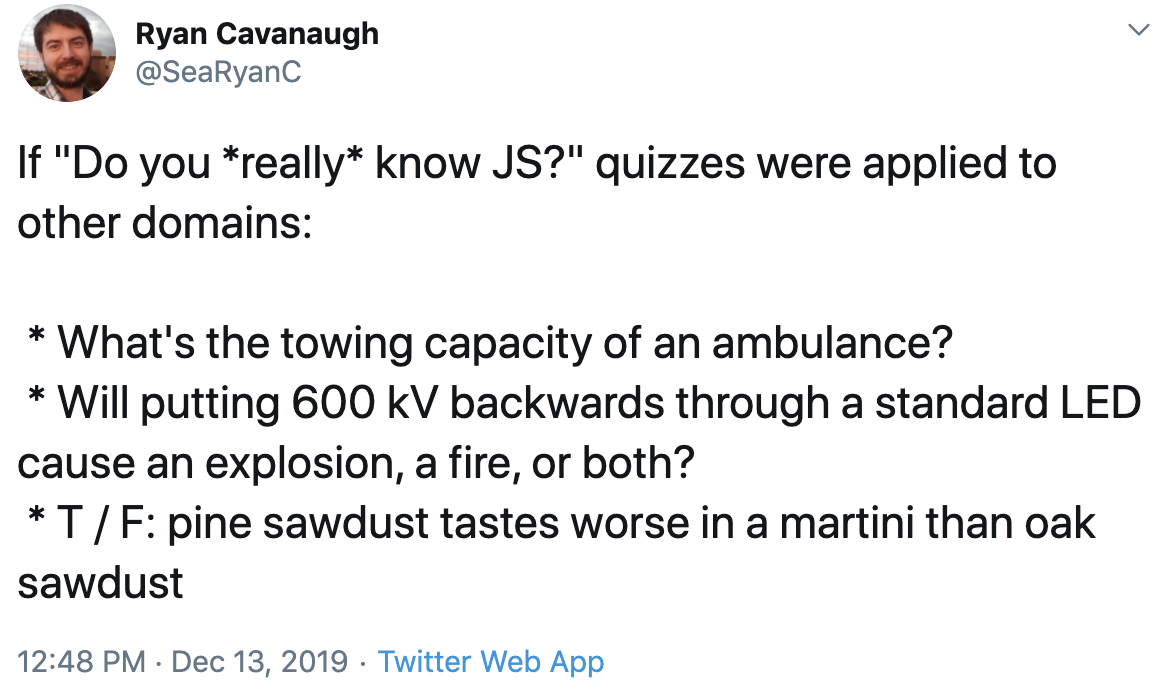 Ryan Cavanaugh
@SeaRyanC
If "Do you *really* know JS?" quizzes were applied to
other domains:
* What's the towing capacity of an ambulance?
* Will putting 600 kV backwards through a standard LED
cause an explosion, a fire, or both?
* T / F: pine sawdust tastes worse in a martini than oak
sawdust
12:48 PM · Dec 13, 2019 · Twitter Web App